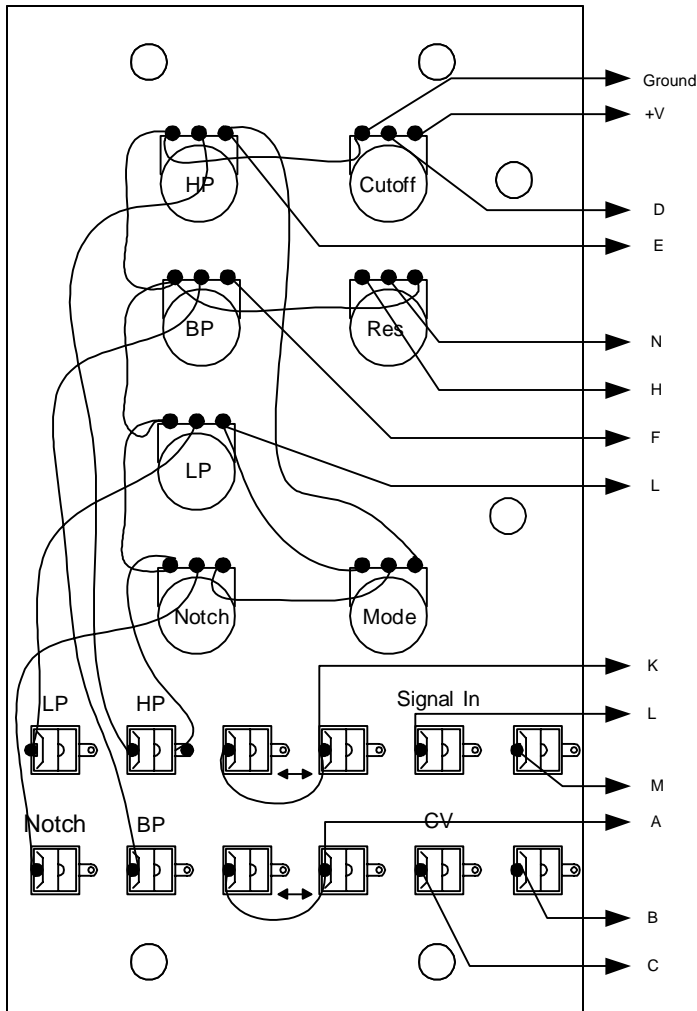 Ground
+V
HP
Cutoff
D
E
BP
Res
N
H
F
LP
L
Notch
Mode
K
LP
HP
Signal In
L
M
Notch
BP
CV
A
B
C